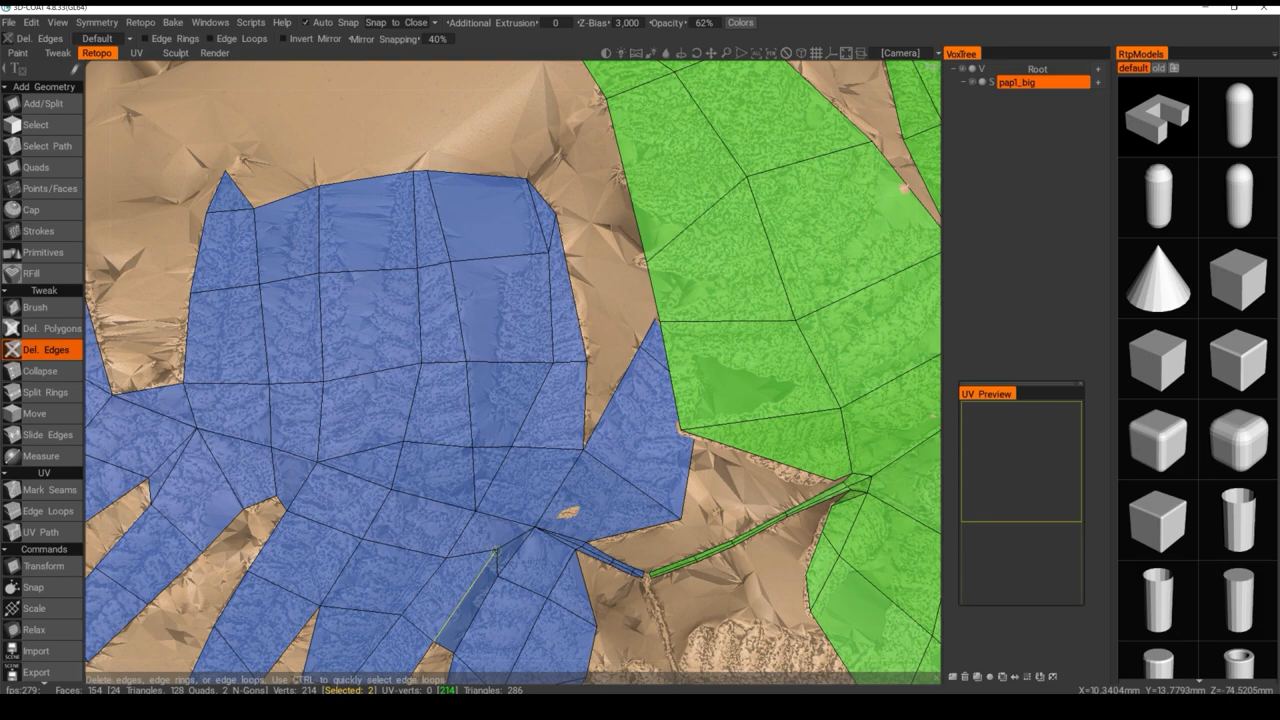 3D-COAT 4.8.33(GL64)
File View Symmetry Retopo Bake Windows Scripts Help Auto Snap Snap to Close Additional Extrusion 0 Z-Bias 3,000 Opacity 62% Colors
Del. Edges Default Edge Rings Edge Loops Invert Mirror Mirror Snapping 40%
Paint Tweak Retopo UV Sculpt Render [Camera] VoxTree RtpModels
default old
Add Geometry
Add/Split
Select
Select Path
Quads
Points/Faces
Cap
Strokes
Primitives
RFill
Tweak
Brush
Del. Polygons
Del. Edges
Collapse
Split Rings
Move
Slide Edges
Measure
UV
Mark Seams
Edge Loops
UV Path
Commands
Transform
Snap
Scale
Relax
Import
Export
V Root +
S pap1_big +
UV Preview
Delete edges, edge rings, or edge loops. Use CTRL to quickly select edge loops
fps:279; Faces: 154 [24 Triangles, 128 Quads, 2 N-Gons] Verts: 214 [Selected: 2] UV-verts: 0 [214] Triangles: 286 X=10.3404mm Y=13.7793mm Z=-74.5205mm